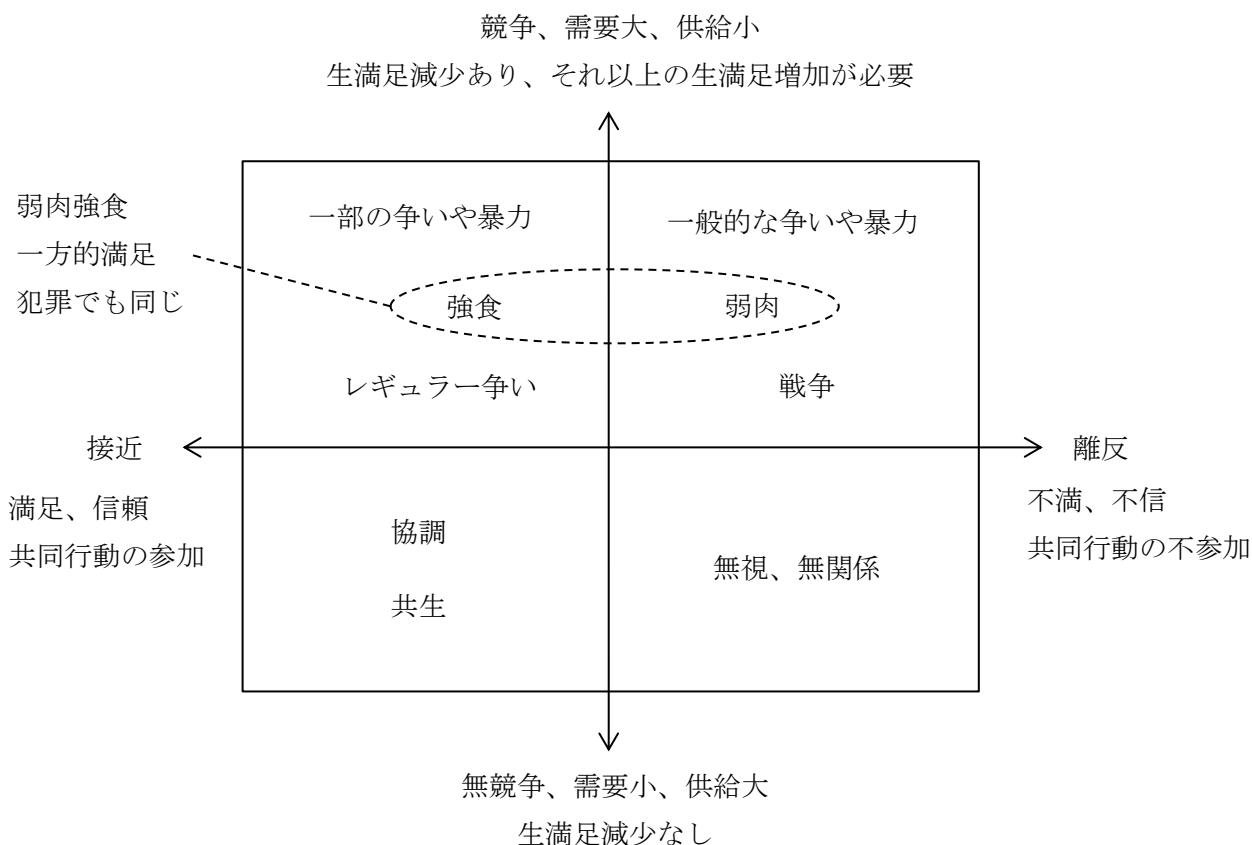 競争、需要大、供給小
生満足減少あり、それ以上の生満足増加が必要
弱肉強食
一方的満足
犯罪でも同じ
一部の争いや暴力
一般的な争いや暴力
強食
弱肉
レギュラー争い
戦争
接近
離反
満足、信頼
共同行動の参加
不満、不信
共同行動の不参加
協調
共生
無視、無関係
無競争、需要小、供給大
生満足減少なし